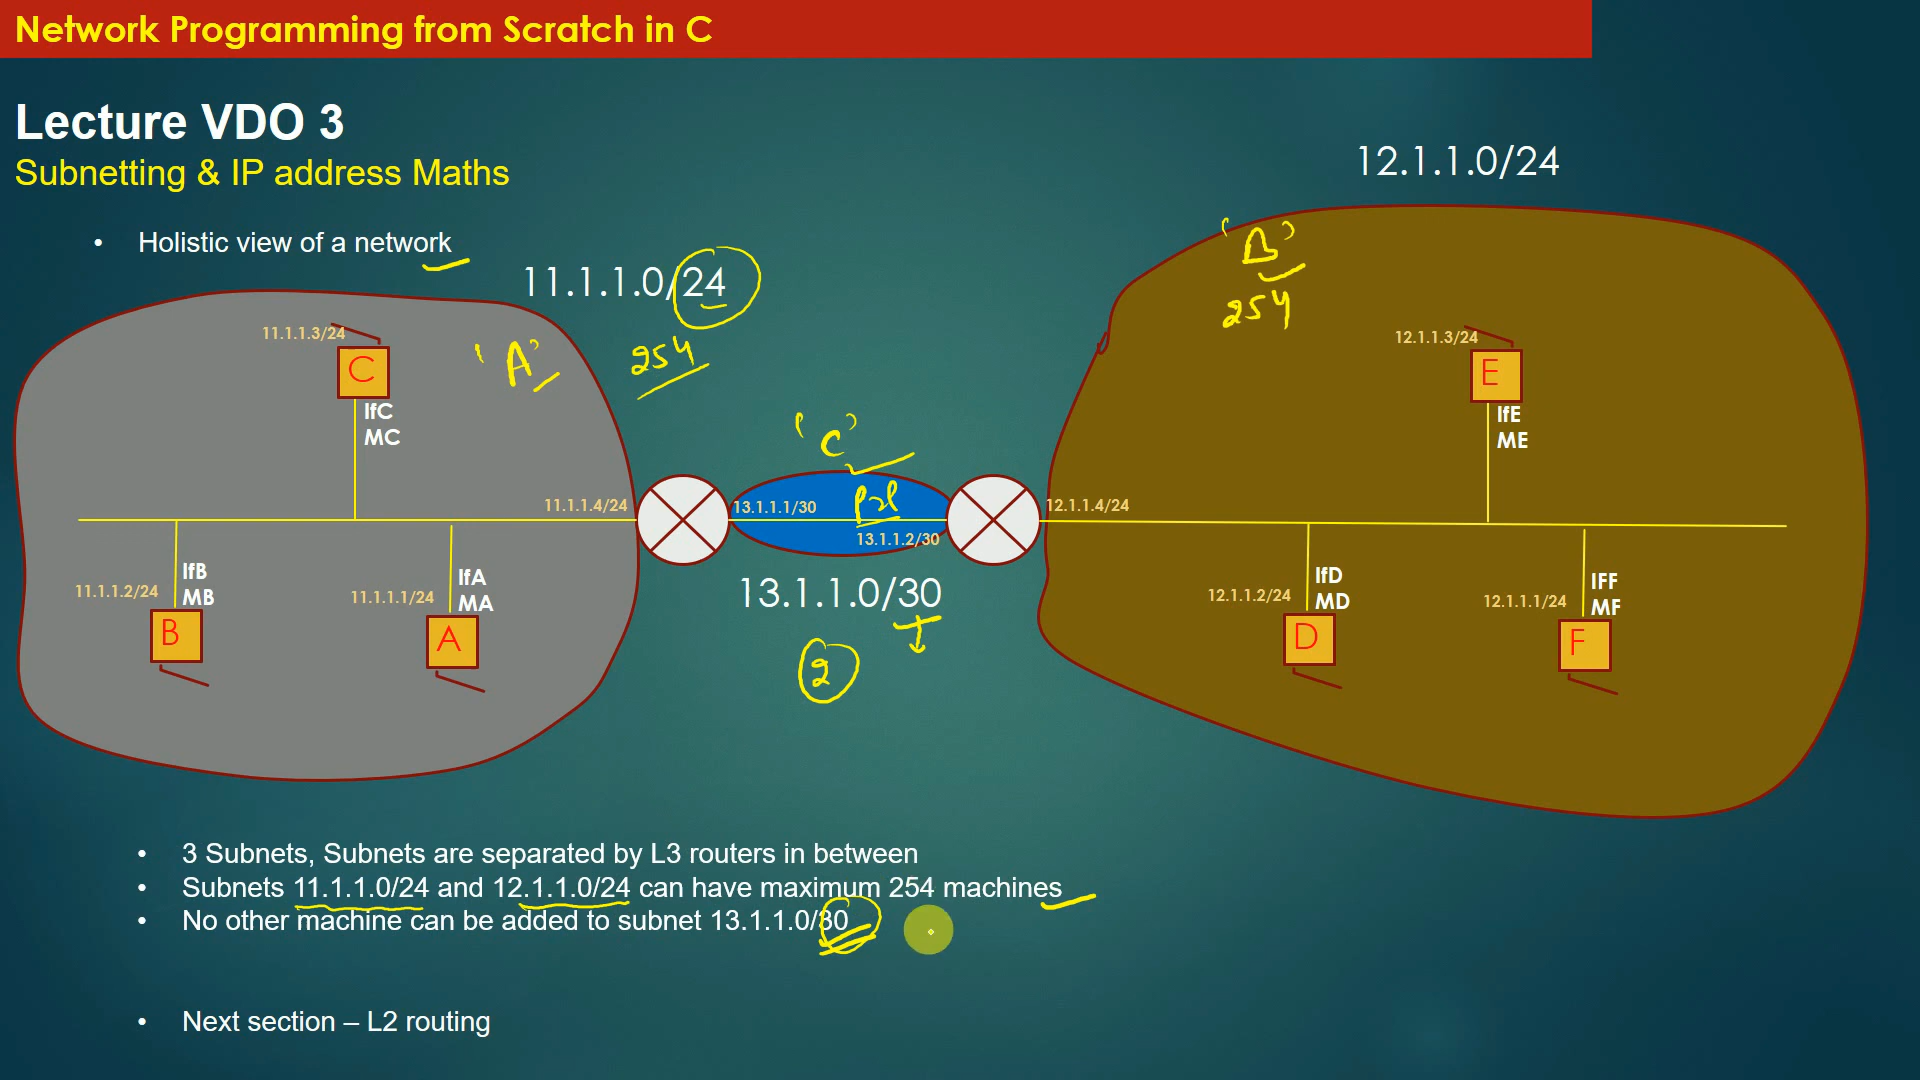 Network Programming from Scratch in C
Lecture VDO 3
Subnetting & IP address Maths
• Holistic view of a network
11.1.1.0/24
254
12.1.1.0/24
'B'
254
'A'
11.1.1.3/24
C
IfC
MC
11.1.1.4/24
11.1.1.2/24
IfB
MB
B
11.1.1.1/24
IfA
MA
A
'C'
13.1.1.1/30
p2p
13.1.1.2/30
13.1.1.0/30
2
12.1.1.3/24
E
IfE
ME
12.1.1.4/24
12.1.1.2/24
IfD
MD
D
12.1.1.1/24
IFF
MF
F
• 3 Subnets, Subnets are separated by L3 routers in between
• Subnets 11.1.1.0/24 and 12.1.1.0/24 can have maximum 254 machines
• No other machine can be added to subnet 13.1.1.0/30
• Next section – L2 routing